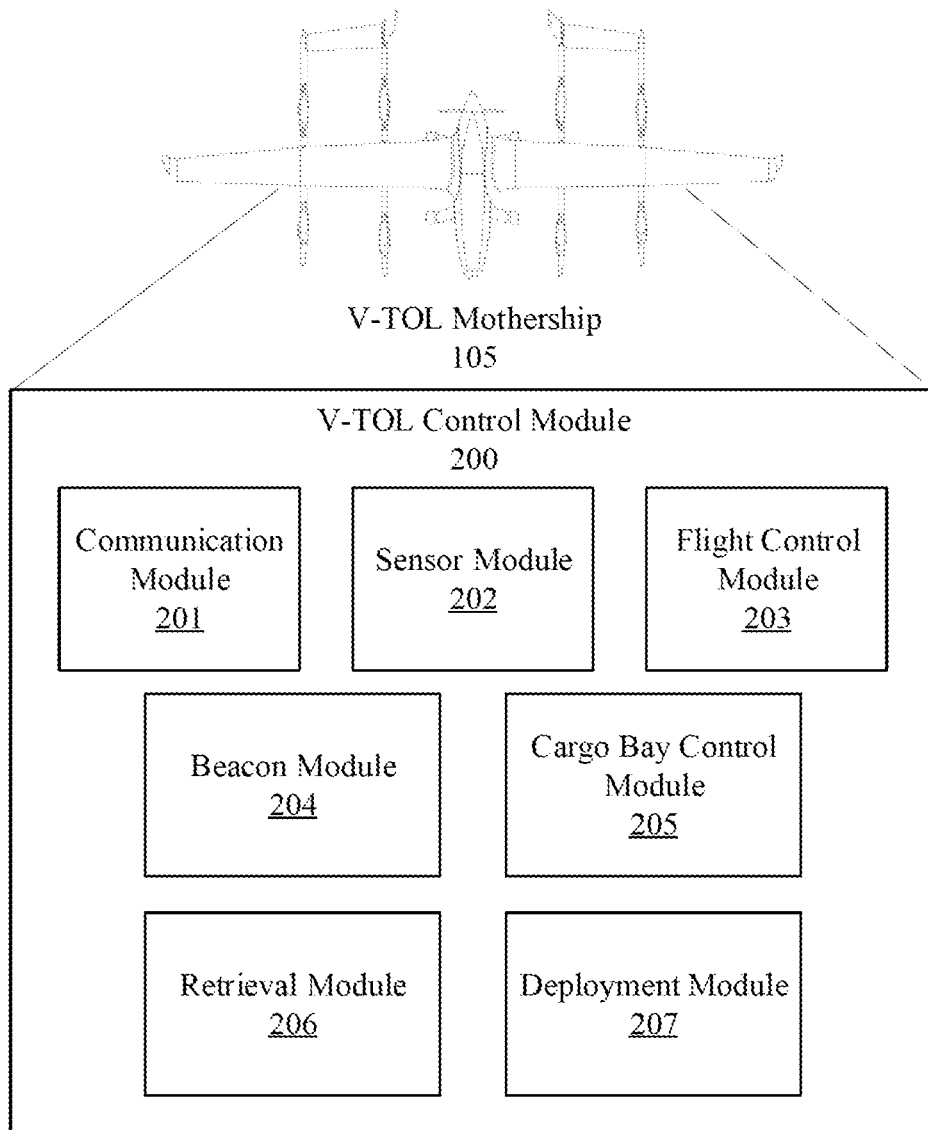 V-TOL Mothership
105
V-TOL Control Module
200
Communication
Module
201
Sensor Module
202
Flight Control
Module
203
Beacon Module
204
Cargo Bay Control
Module
205
Retrieval Module
206
Deployment Module
207